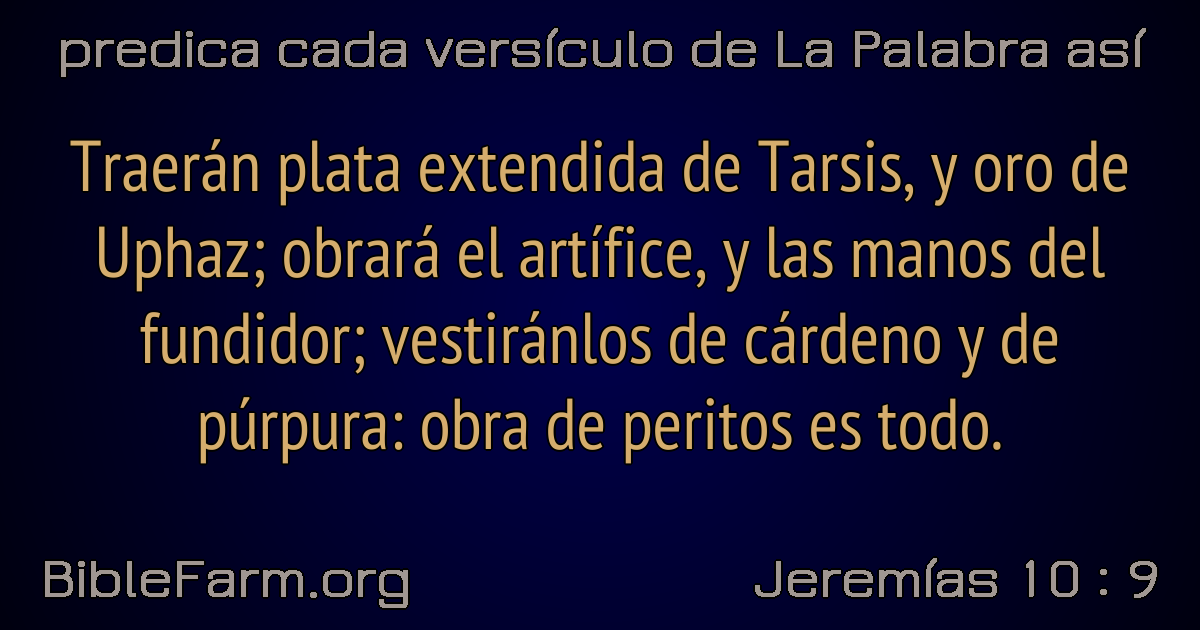 predica cada versículo de La Palabra así
Traerán plata extendida de Tarsis, y oro de
Uphaz; obrará el artífice, y las manos del
fundidor; vestiránlos de cárdeno y de
púrpura: obra de peritos es todo.
BibleFarm.org
Jeremías 10 : 9